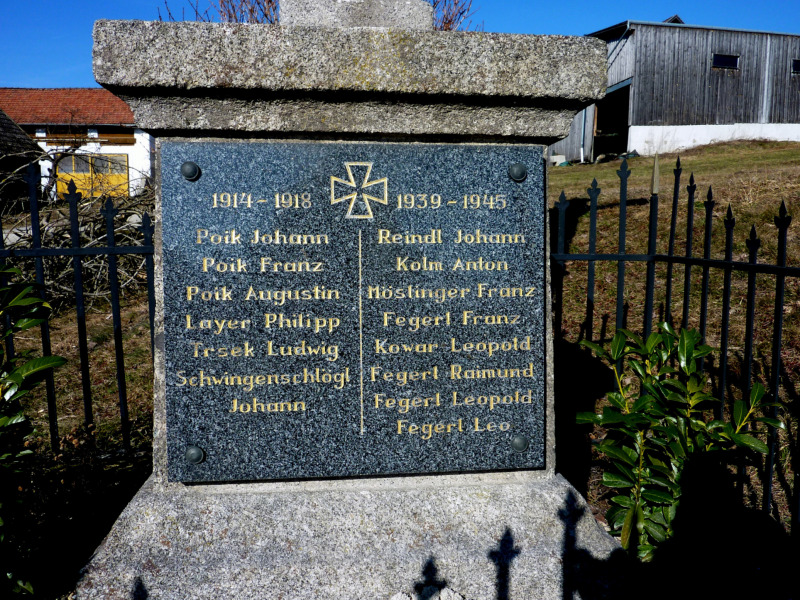 1914 - 1918
Poik Johann
Poik Franz
Poik Augustin
Layer Philipp
Trsek Ludwig
Schwingenschlögl
Johann
1939 - 1945
Reindl Johann
Kolm Anton
Möslinger Franz
Fegerl Franz
Kowar Leopold
Fegerl Raimund
Fegerl Leopold
Fegerl Leo